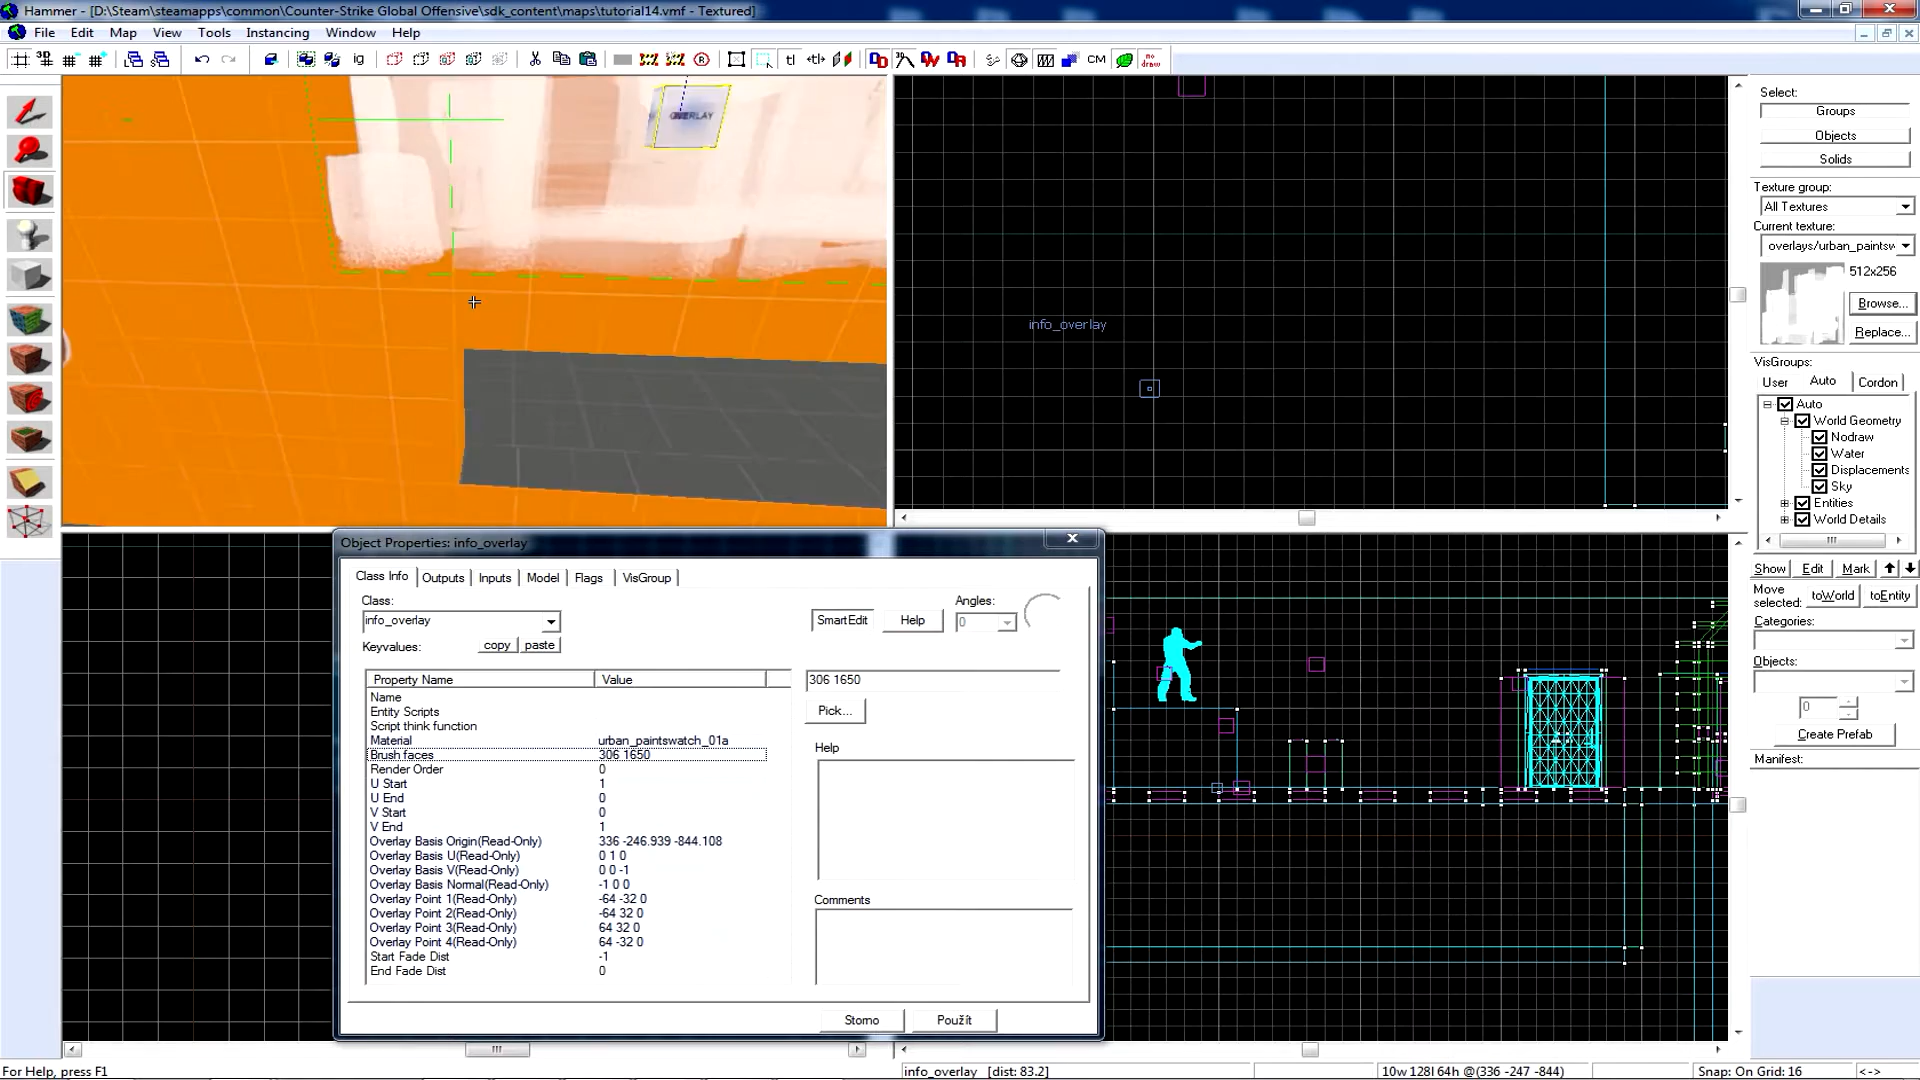 Hammer - [D:\Steam\steamapps\common\Counter-Strike Global Offensive\sdk_content\maps\tutorial14.vmf - Textured]
File Edit Map View Tools Instancing Window Help
3D
ig
tl
CM
no draw
OVERLAY
info_overlay
Select:
Groups
Objects
Solids
Texture group:
All Textures
Current texture:
overlays/urban_paintsw
512x256
Browse...
Replace...
VisGroups:
User Auto Cordon
Auto
World Geometry
Nodraw
Water
Displacements
Sky
Entities
World Details
Show Edit Mark
Move selected: toWorld toEntity
Categories:
Objects:
0
Create Prefab
Manifest:
Object Properties: info_overlay
Class Info Outputs Inputs Model Flags VisGroup
Class:
info_overlay
SmartEdit Help
Angles:
0
Keyvalues: copy paste
Property Name Value
Name
Entity Scripts
Script think function
Material urban_paintswatch_01a
Brush faces 306 1650
Render Order 0
U Start 1
U End 0
V Start 0
V End 1
Overlay Basis Origin(Read-Only) 336 -246.939 -844.108
Overlay Basis U(Read-Only) 0 1 0
Overlay Basis V(Read-Only) 0 0 -1
Overlay Basis Normal(Read-Only) -1 0 0
Overlay Point 1(Read-Only) -64 -32 0
Overlay Point 2(Read-Only) -64 32 0
Overlay Point 3(Read-Only) 64 32 0
Overlay Point 4(Read-Only) 64 -32 0
Start Fade Dist -1
End Fade Dist 0
306 1650
Pick...
Help
Comments
Storno Použít
For Help, press F1
info_overlay [dist: 83.2]
10w 128l 64h @(336 -247 -844)
Snap: On Grid: 16
<->